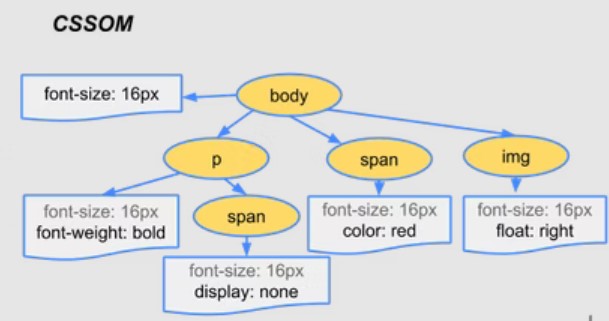 CSSOM
font-size: 16px
body
p
span
img
font-size: 16px
font-weight: bold
span
font-size: 16px
color: red
font-size: 16px
float: right
font-size: 16px
display: none